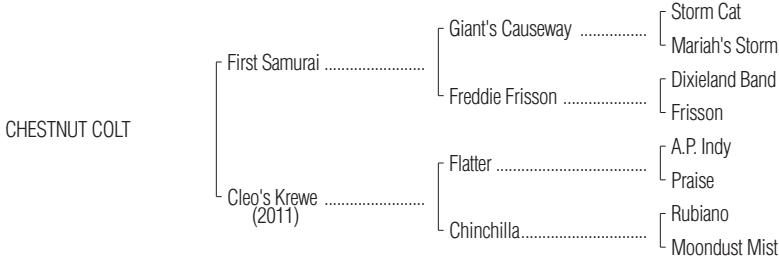 CHESTNUT COLT
First Samurai ........................
Cleo's Krewe ........................
(2011)
Giant's Causeway ................
Freddie Frisson ....................
Flatter ....................................
Chinchilla..............................
Storm Cat
Mariah's Storm
Dixieland Band
Frisson
A.P. Indy
Praise
Rubiano
Moondust Mist